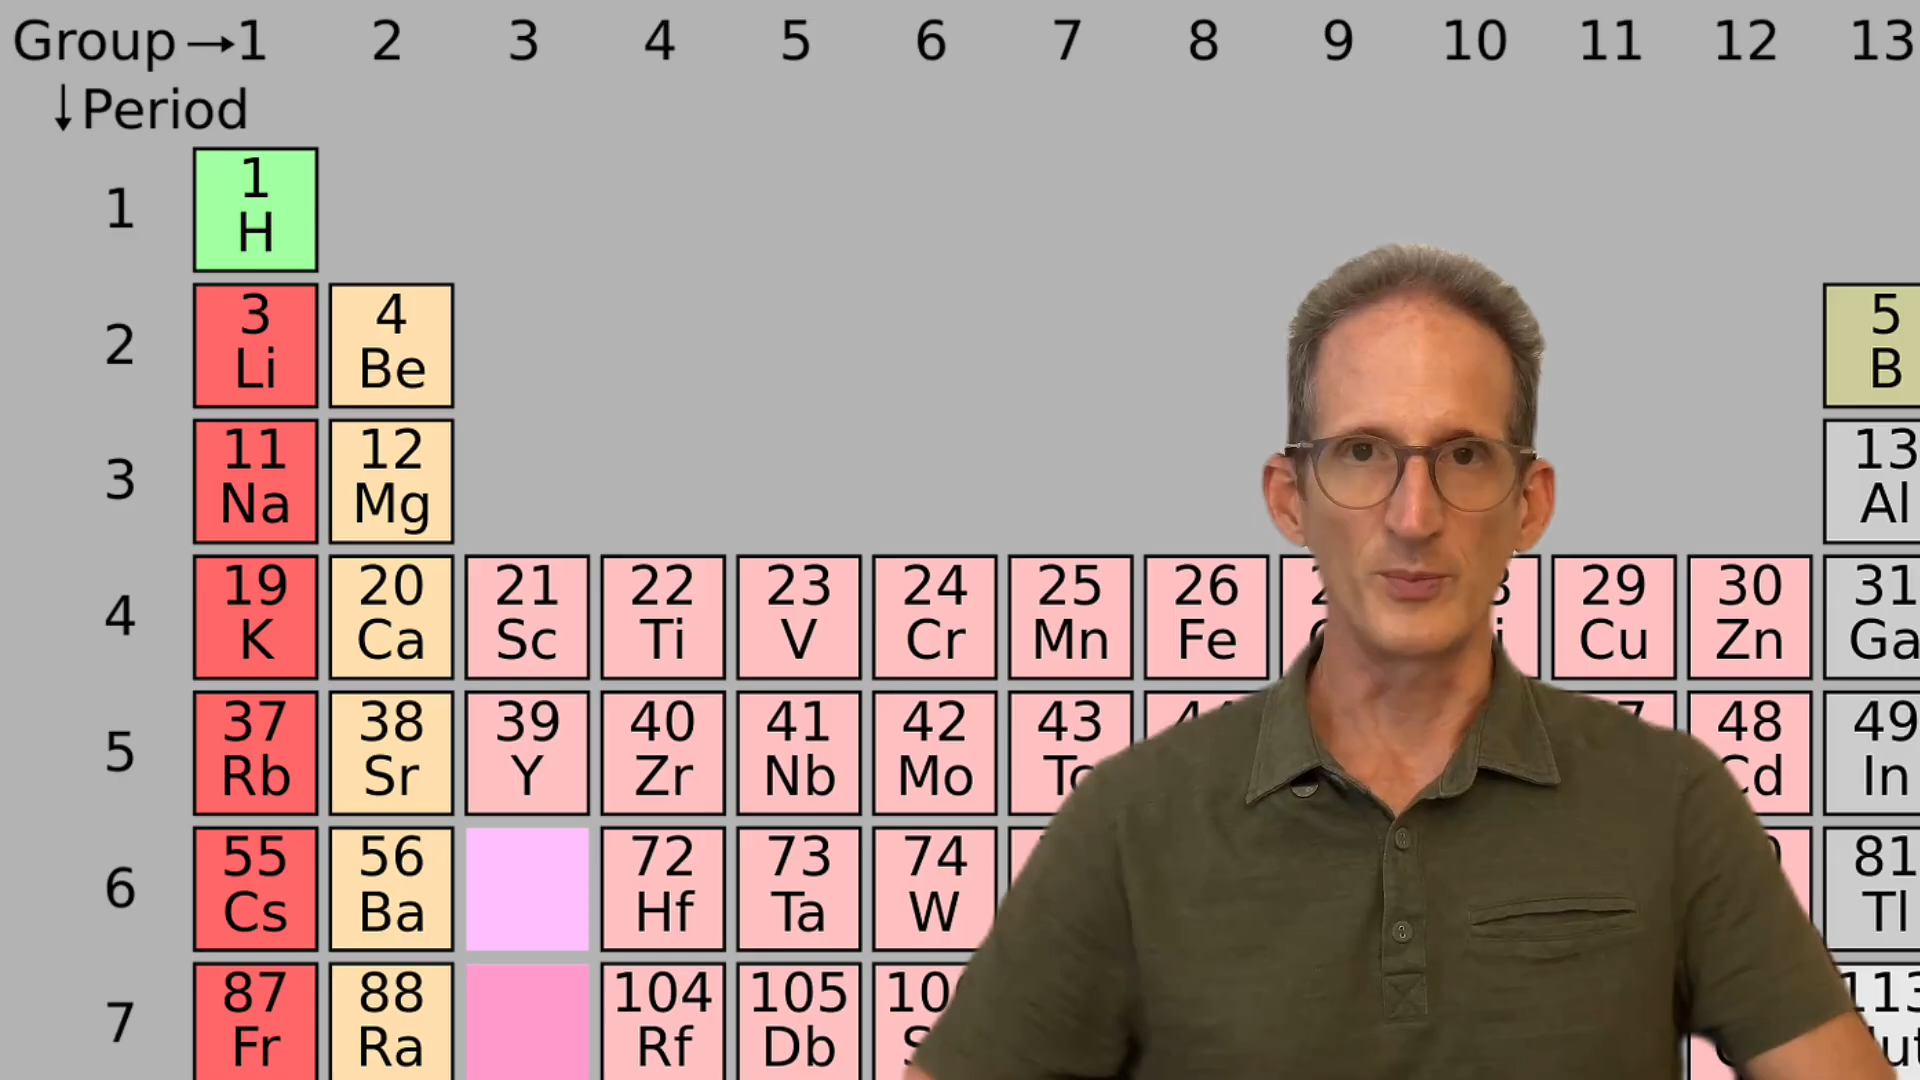 Group →1 2 3 4 5 6 7 8 9 10 11 12 13
↓Period
1 1
H
2 3 4 5
Li Be B
3 11 12 13
Na Mg Al
4 19 20 21 22 23 24 25 26 29 30 31
K Ca Sc Ti V Cr Mn Fe Cu Zn Ga
5 37 38 39 40 41 42 43 48 49
Rb Sr Y Zr Nb Mo Tc Cd In
6 55 56 72 73 74 81
Cs Ba Hf Ta W Tl
7 87 88 104 105 113
Fr Ra Rf Db